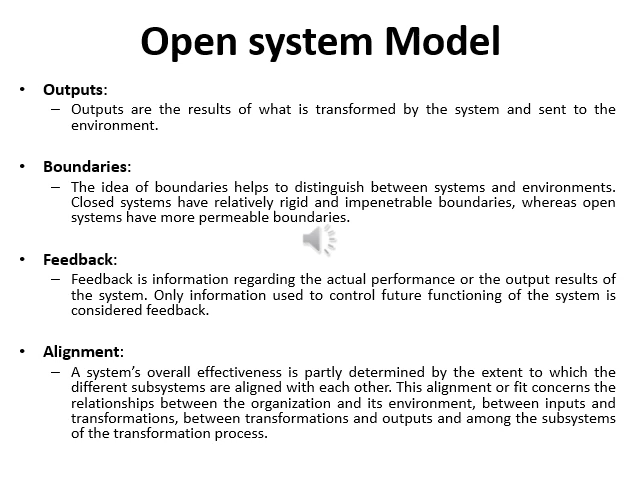 Open system Model
• Outputs:
– Outputs are the results of what is transformed by the system and sent to the
environment.
• Boundaries:
– The idea of boundaries helps to distinguish between systems and environments.
Closed systems have relatively rigid and impenetrable boundaries, whereas open
systems have more permeable boundaries.
• Feedback:
– Feedback is information regarding the actual performance or the output results of
the system. Only information used to control future functioning of the system is
considered feedback.
• Alignment:
– A system’s overall effectiveness is partly determined by the extent to which the
different subsystems are aligned with each other. This alignment or fit concerns the
relationships between the organization and its environment, between inputs and
transformations, between transformations and outputs and among the subsystems
of the transformation process.